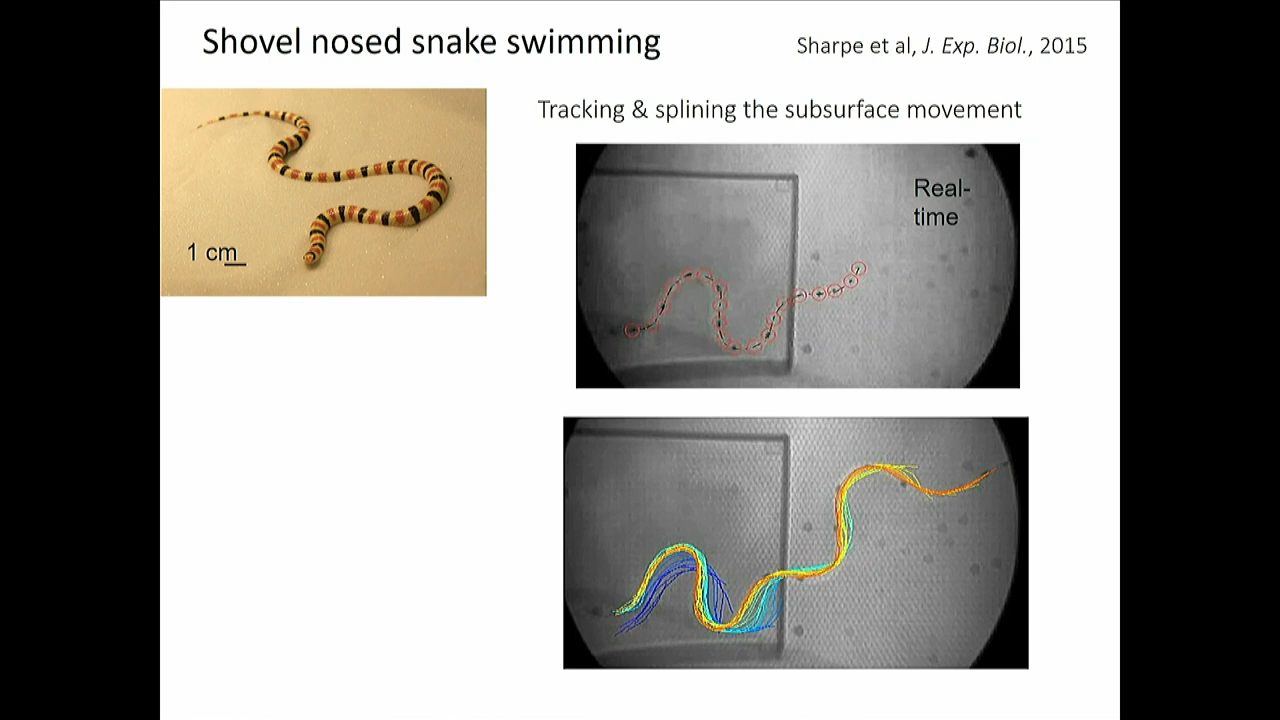 Shovel nosed snake swimming
Sharpe et al, J. Exp. Biol., 2015
Tracking & splining the subsurface movement
1 cm
Real-
time